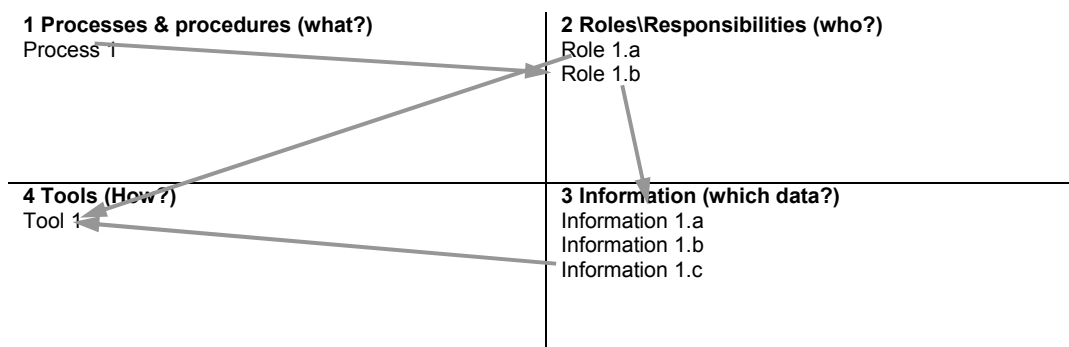 1 Processes & procedures (what?)
Process 1
2 Roles\Responsibilities (who?)
Role 1.a
Role 1.b
4 Tools (How?)
Tool 1
3 Information (which data?)
Information 1.a
Information 1.b
Information 1.c